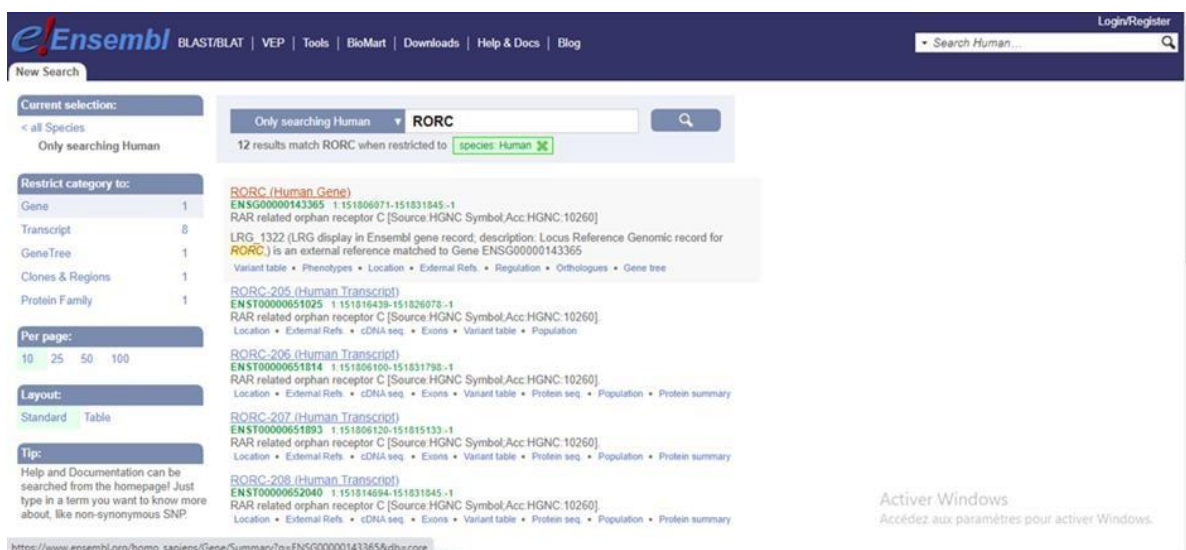 Login/Register
e!Ensembl BLAST/BLAT | VEP | Tools | BioMart | Downloads | Help & Docs | Blog
Search Human...
New Search
Current selection:
< all Species
Only searching Human
Restrict category to:
Gene 1
Transcript 8
GeneTree 1
Clones & Regions 1
Protein Family 1
Per page:
10 25 50 100
Layout:
Standard Table
Tip:
Help and Documentation can be
searched from the homepage! Just
type in a term you want to know more
about, like non-synonymous SNP.
Only searching Human RORC
12 results match RORC when restricted to species: Human
RORC (Human Gene)
ENSG00000143365 1:151806071-151831845:-1
RAR related orphan receptor C [Source:HGNC Symbol;Acc:HGNC:10260]
LRG_1322 (LRG display in Ensembl gene record; description: Locus Reference Genomic record for
RORC,) is an external reference matched to Gene ENSG00000143365
Variant table • Phenotypes • Location • External Refs. • Regulation • Orthologues • Gene tree
RORC-205 (Human Transcript)
ENST00000651025 1:151816439-151826078:-1
RAR related orphan receptor C [Source:HGNC Symbol;Acc:HGNC:10260].
Location • External Refs. • cDNA seq. • Exons • Variant table • Population
RORC-206 (Human Transcript)
ENST00000651814 1:151806100-151831798:-1
RAR related orphan receptor C [Source:HGNC Symbol;Acc:HGNC:10260].
Location • External Refs. • cDNA seq. • Exons • Variant table • Protein seq. • Population • Protein summary
RORC-207 (Human Transcript)
ENST00000651893 1:151806120-151815133:-1
RAR related orphan receptor C [Source:HGNC Symbol;Acc:HGNC:10260].
Location • External Refs. • cDNA seq. • Exons • Variant table • Protein seq. • Population • Protein summary
RORC-208 (Human Transcript)
ENST00000652040 1:151814694-151831845:-1
RAR related orphan receptor C [Source:HGNC Symbol;Acc:HGNC:10260].
Location • External Refs. • cDNA seq. • Exons • Variant table • Protein seq. • Population • Protein summary
Activer Windows
Accédez aux paramètres pour activer Windows.
https://www.ensembl.org/homo_sapiens/Gene/Summary?g=ENSG00000143365&db=core